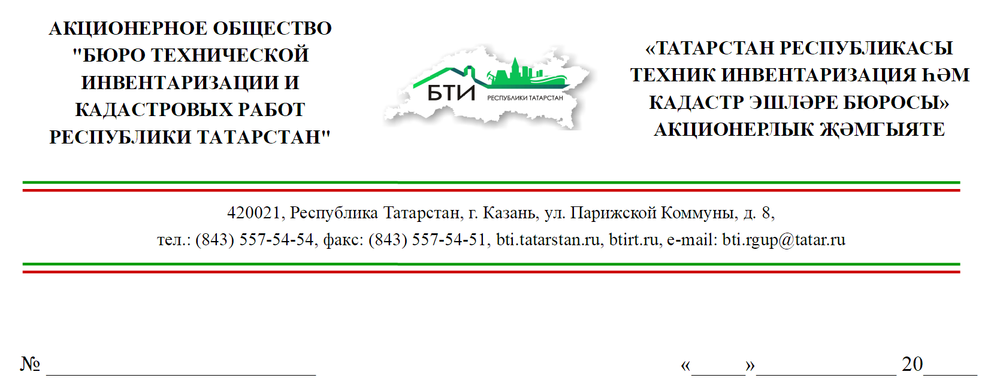 АКЦИОНЕРНОЕ ОБЩЕСТВО
"БЮРО ТЕХНИЧЕСКОЙ
ИНВЕНТАРИЗАЦИИ И
КАДАСТРОВЫХ РАБОТ
РЕСПУБЛИКИ ТАТАРСТАН"
БТИ
РЕСПУБЛИКИ ТАТАРСТАН
«ТАТАРСТАН РЕСПУБЛИКАСЫ
ТЕХНИК ИНВЕНТАРИЗАЦИЯ ҺӘМ
КАДАСТР ЭШЛӘРЕ БЮРОСЫ»
АКЦИОНЕРЛЫК ҖӘМГЫЯТЕ
420021, Республика Татарстан, г. Казань, ул. Парижской Коммуны, д. 8,
тел.: (843) 557-54-54, факс: (843) 557-54-51, bti.tatarstan.ru, btirt.ru, e-mail: bti.rgup@tatar.ru
№ _________________________ «_____»_____________ 20_____